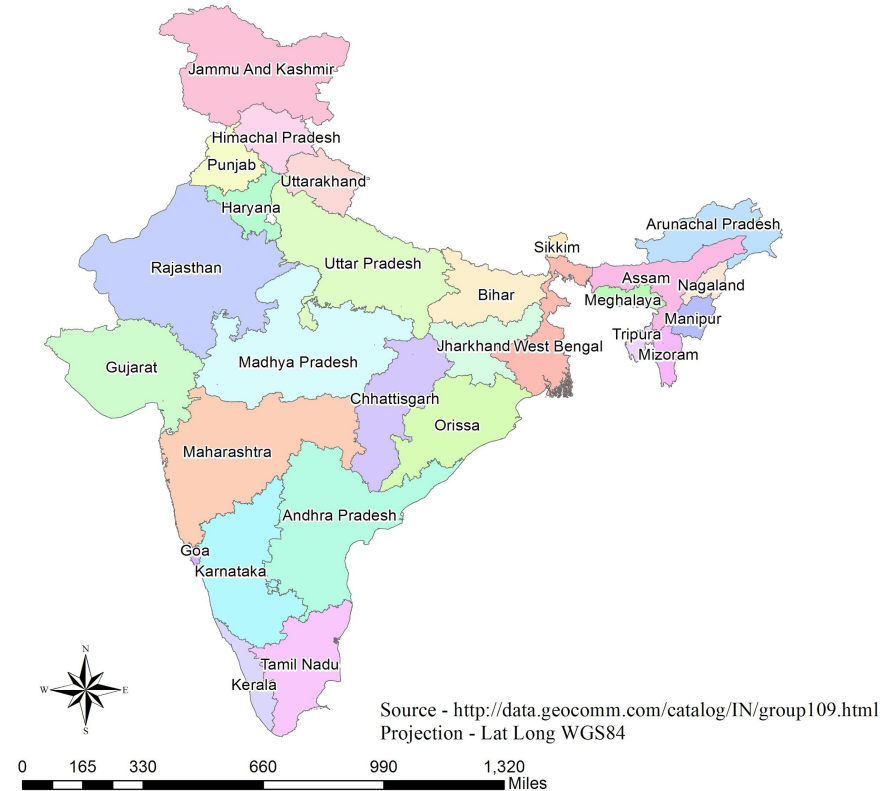 Jammu And Kashmir
Himachal Pradesh
Punjab
Uttarakhand
Haryana
Arunachal Pradesh
Sikkim
Rajasthan
Uttar Pradesh
Assam
Nagaland
Bihar
Meghalaya
Manipur
Tripura
Jharkhand
West Bengal
Mizoram
Gujarat
Madhya Pradesh
Chhattisgarh
Orissa
Maharashtra
Andhra Pradesh
Goa
Karnataka
Tamil Nadu
Kerala
N
W E
S
Source - http://data.geocomm.com/catalog/IN/group109.html
Projection - Lat Long WGS84
0 165 330 660 990 1,320
Miles